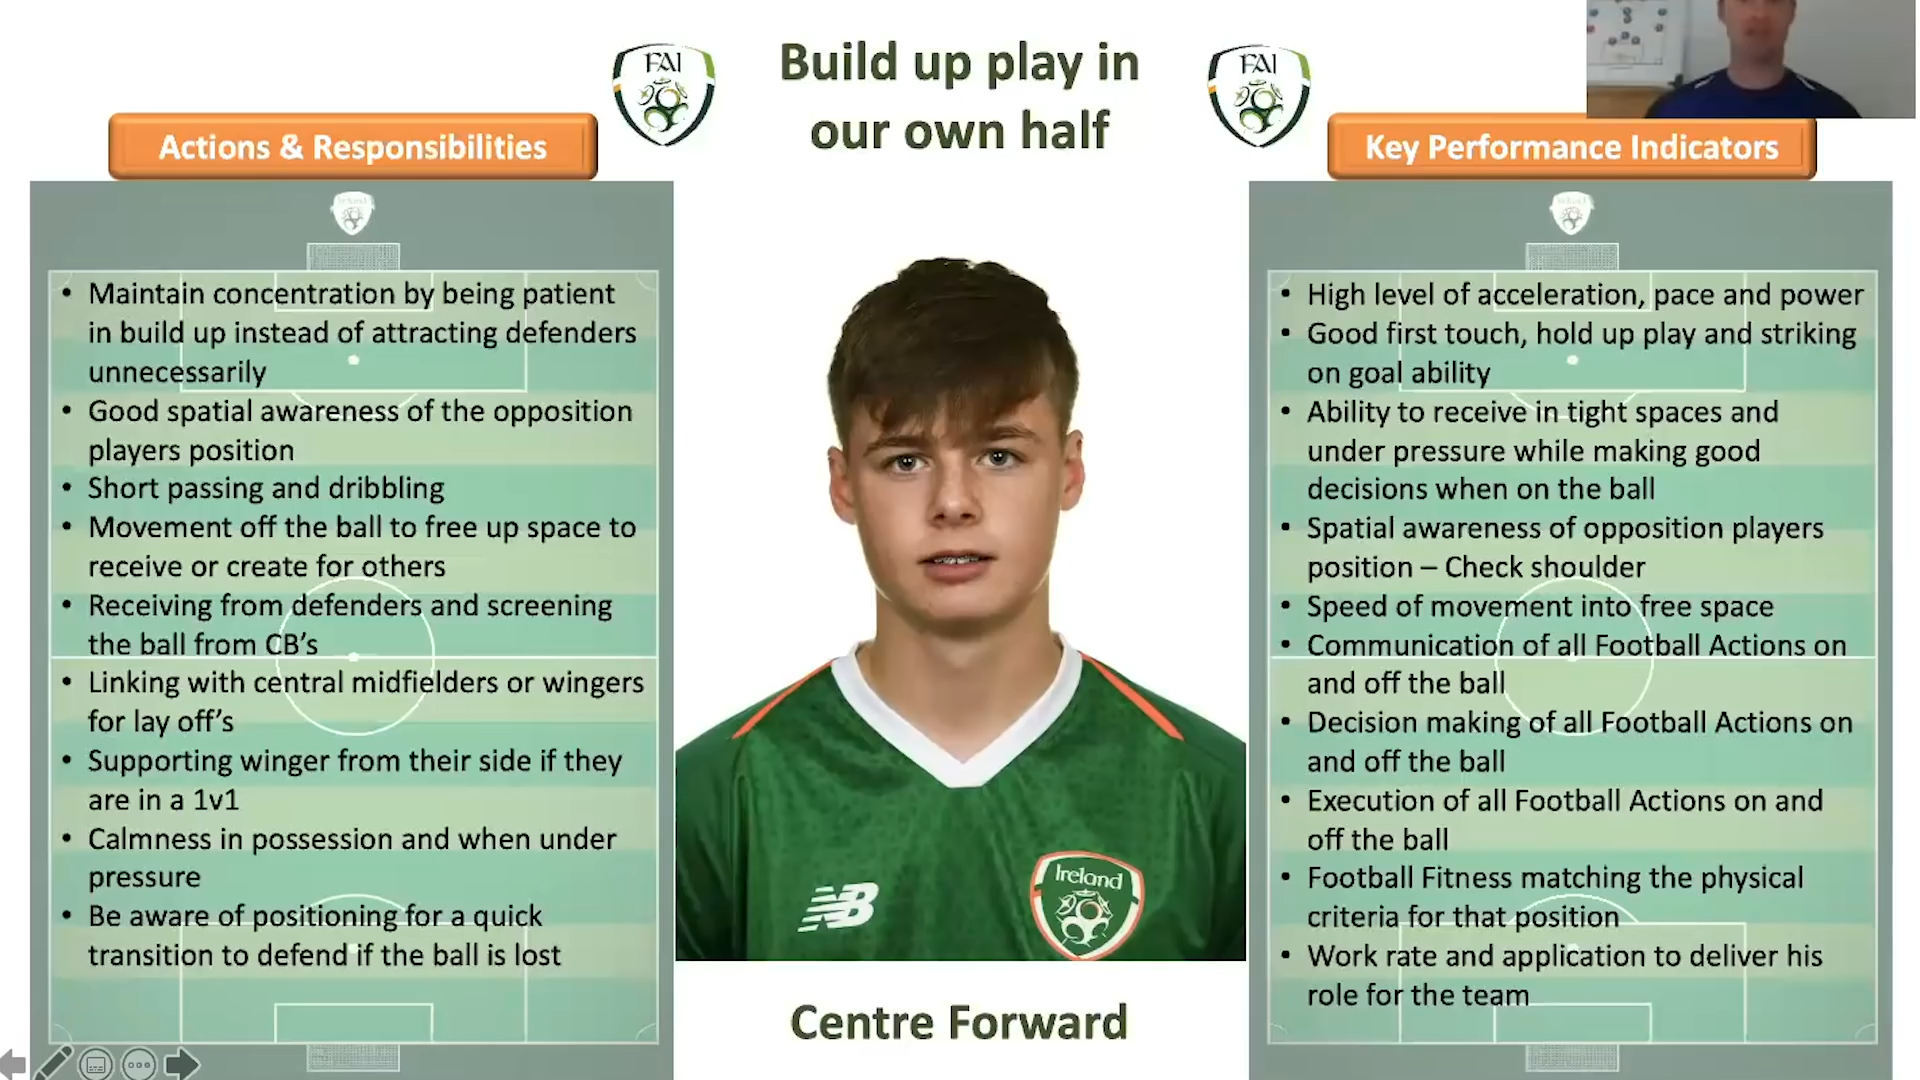 FAI
Build up play in
our own half
FAI
Actions & Responsibilities
• Maintain concentration by being patient
in build up instead of attracting defenders
unnecessarily
• Good spatial awareness of the opposition
players position
• Short passing and dribbling
• Movement off the ball to free up space to
receive or create for others
• Receiving from defenders and screening
the ball from CB’s
• Linking with central midfielders or wingers
for lay off’s
• Supporting winger from their side if they
are in a 1v1
• Calmness in possession and when under
pressure
• Be aware of positioning for a quick
transition to defend if the ball is lost
NB
Ireland
Centre Forward
Key Performance Indicators
• High level of acceleration, pace and power
• Good first touch, hold up play and striking
on goal ability
• Ability to receive in tight spaces and
under pressure while making good
decisions when on the ball
• Spatial awareness of opposition players
position – Check shoulder
• Speed of movement into free space
• Communication of all Football Actions on
and off the ball
• Decision making of all Football Actions on
and off the ball
• Execution of all Football Actions on and
off the ball
• Football Fitness matching the physical
criteria for that position
• Work rate and application to deliver his
role for the team